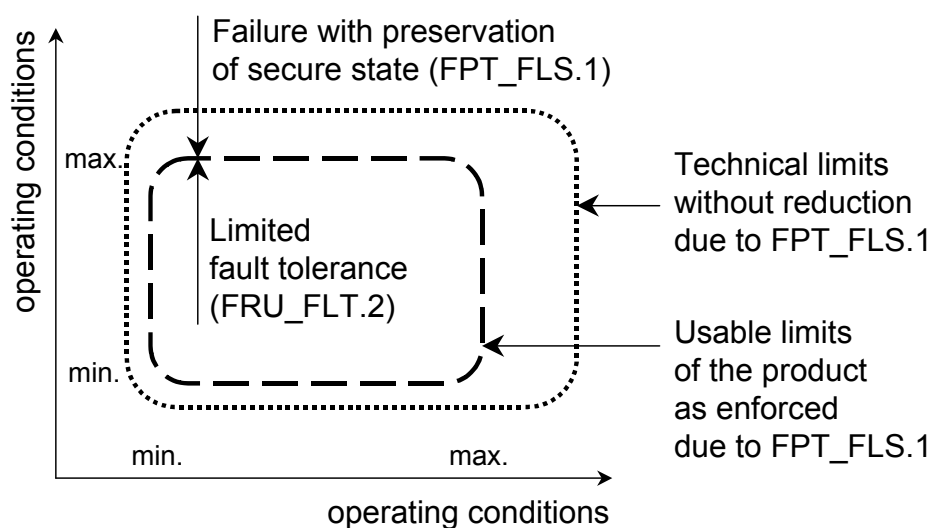 Failure with preservation
of secure state (FPT_FLS.1)
operating conditions
max.
Technical limits
without reduction
due to FPT_FLS.1
Limited
fault tolerance
(FRU_FLT.2)
Usable limits
of the product
as enforced
due to FPT_FLS.1
min.
min.
max.
operating conditions